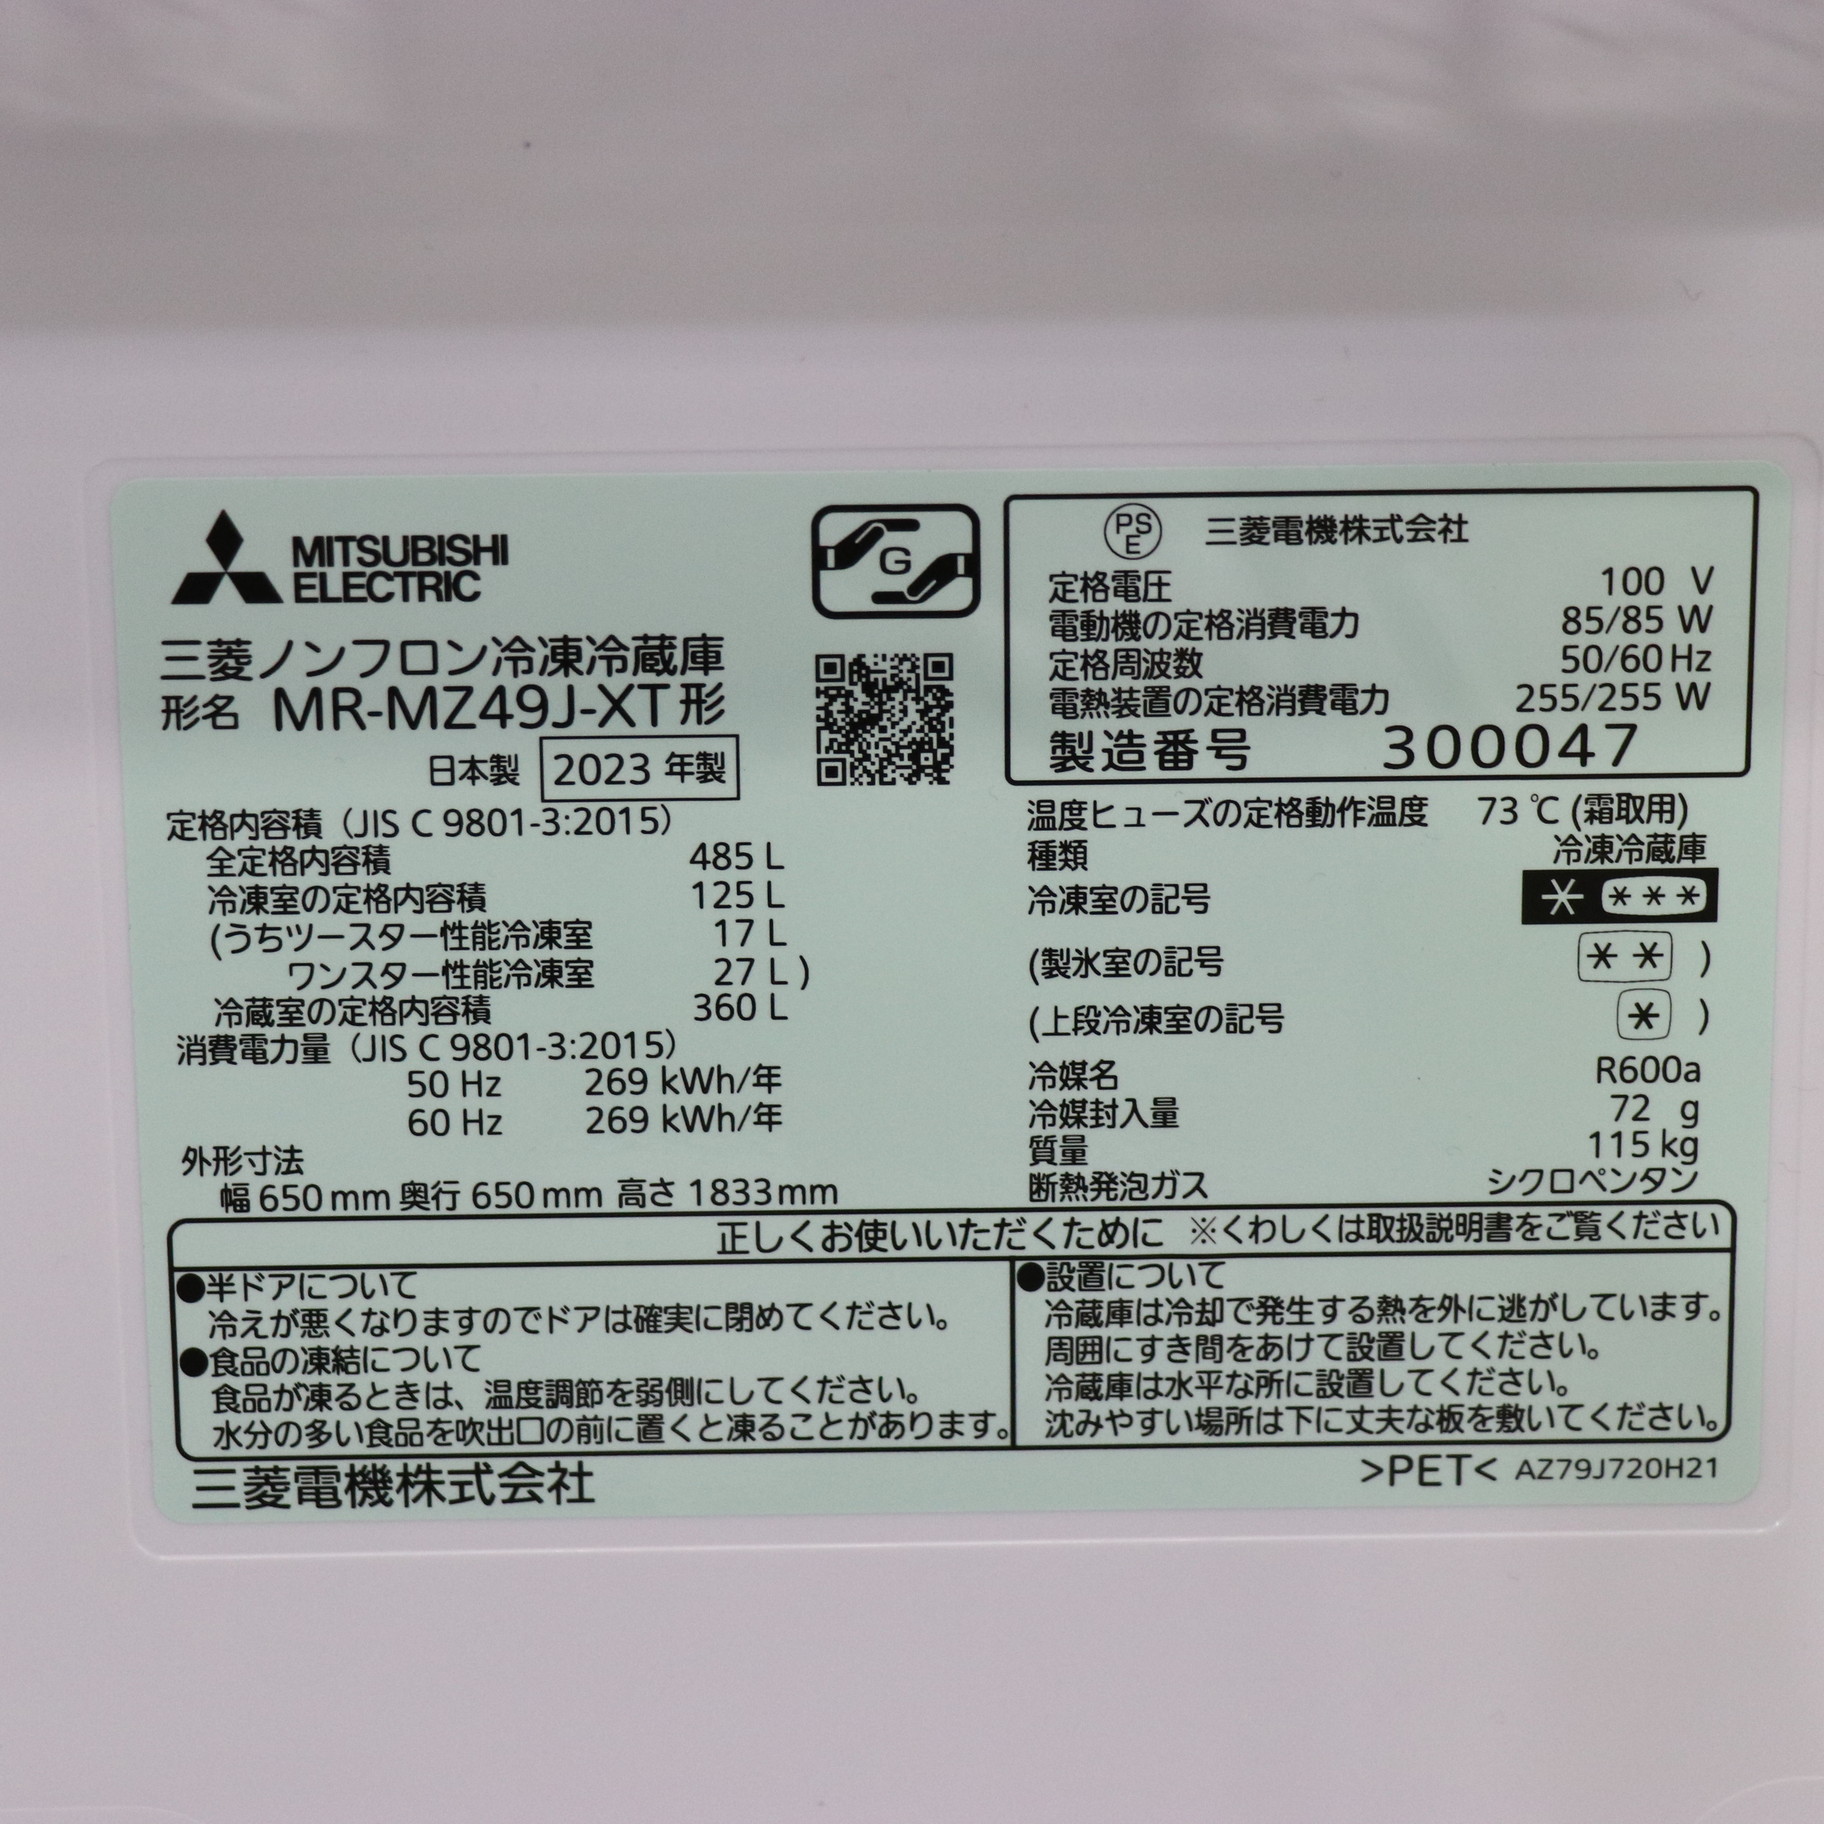 MITSUBISHI
ELECTRIC
G
三菱ノンフロン冷凍冷蔵庫
形名 MR-MZ49J-XT形
日本製 2023 年製
定格内容積（JIS C 9801-3:2015）
全定格内容積 485 L
冷凍室の定格内容積 125 L
(うちツースター性能冷凍室 17 L
ワンスター性能冷凍室 27 L )
冷蔵室の定格内容積 360 L
消費電力量（JIS C 9801-3:2015）
50 Hz 269 kWh/年
60 Hz 269 kWh/年
外形寸法
幅 650 mm 奥行 650 mm 高さ 1833 mm
PS
E
三菱電機株式会社
定格電圧 100 V
電動機の定格消費電力 85/85 W
定格周波数 50/60 Hz
電熱装置の定格消費電力 255/255 W
製造番号 300047
温度ヒューズの定格動作温度 73 ℃ (霜取用)
種類 冷凍冷蔵庫
冷凍室の記号 * ***
(製氷室の記号 ** )
(上段冷凍室の記号 * )
冷媒名 R600a
冷媒封入量 72 g
質量 115 kg
断熱発泡ガス シクロペンタン
正しくお使いいただくために ※くわしくは取扱説明書をご覧ください
●半ドアについて
冷えが悪くなりますのでドアは確実に閉めてください。
●食品の凍結について
食品が凍るときは、温度調節を弱側にしてください。
水分の多い食品を吹出口の前に置くと凍ることがあります。
●設置について
冷蔵庫は冷却で発生する熱を外に逃がしています。
周囲にすき間をあけて設置してください。
冷蔵庫は水平な所に設置してください。
沈みやすい場所は下に丈夫な板を敷いてください。
三菱電機株式会社
>PET< AZ79J720H21